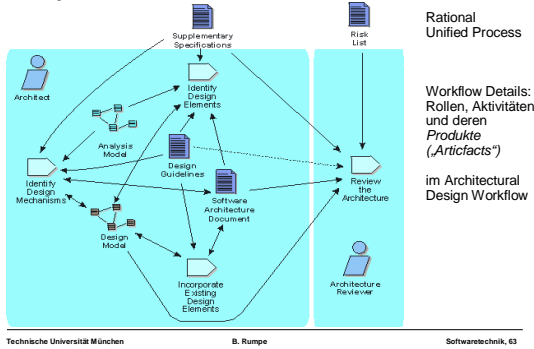 Supplementary
Specifications
Risk
List
Rational
Unified Process
Architect
Identify
Design
Elements
Workflow Details:
Rollen, Aktivitäten
und deren
Produkte
(„Articfacts“)
Analysis
Model
Identify
Design
Mechanisms
Design
Guidelines
Software
Architecture
Document
Review
the
Architecture
im Architectural
Design Workflow
Design
Model
Incorporate
Existing
Design
Elements
Architecture
Reviewer
Technische Universität München
B. Rumpe
Softwaretechnik, 63